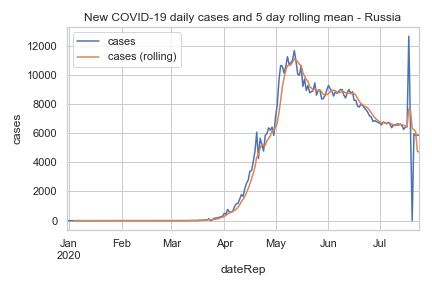 New COVID-19 daily cases and 5 day rolling mean - Russia
cases
cases (rolling)
12000
10000
8000
6000
4000
2000
0
cases
Jan
2020
Feb
Mar
Apr
May
Jun
Jul
dateRep